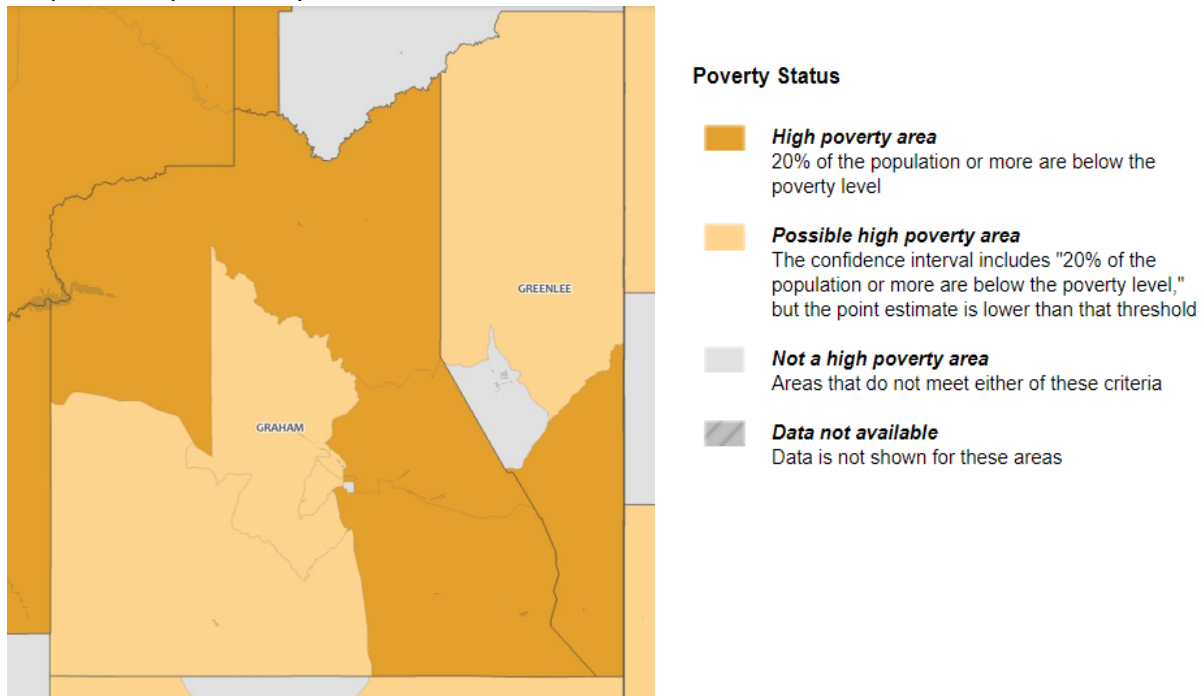 GREENLEE
GRAHAM
Poverty Status
High poverty area
20% of the population or more are below the
poverty level
Possible high poverty area
The confidence interval includes "20% of the
population or more are below the poverty level,"
but the point estimate is lower than that threshold
Not a high poverty area
Areas that do not meet either of these criteria
Data not available
Data is not shown for these areas